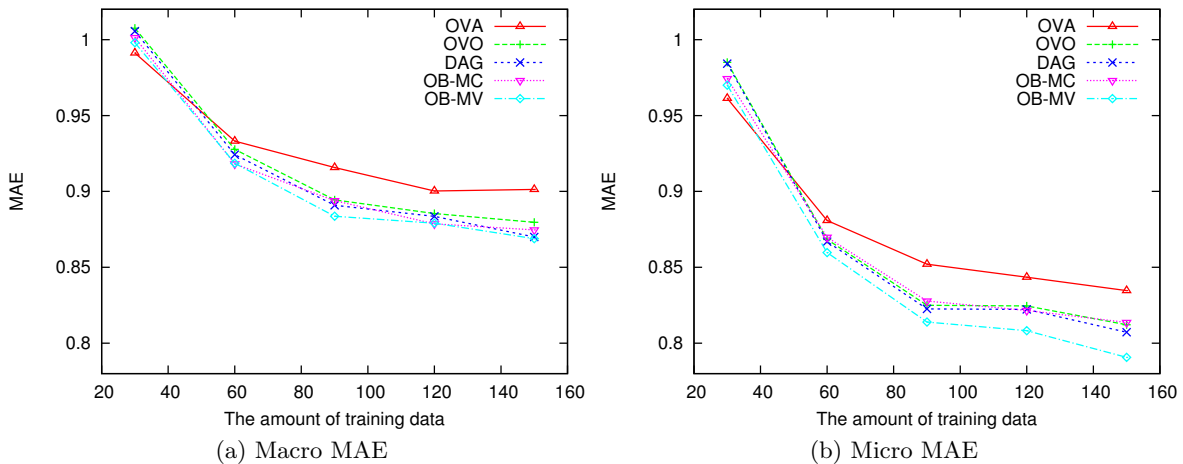 OVA
OVO
DAG
OB-MC
OB-MV
1
0.95
0.9
0.85
0.8
MAE
20 40 60 80 100 120 140 160
The amount of training data
(a) Macro MAE
OVA
OVO
DAG
OB-MC
OB-MV
1
0.95
0.9
0.85
0.8
MAE
20 40 60 80 100 120 140 160
The amount of training data
(b) Micro MAE